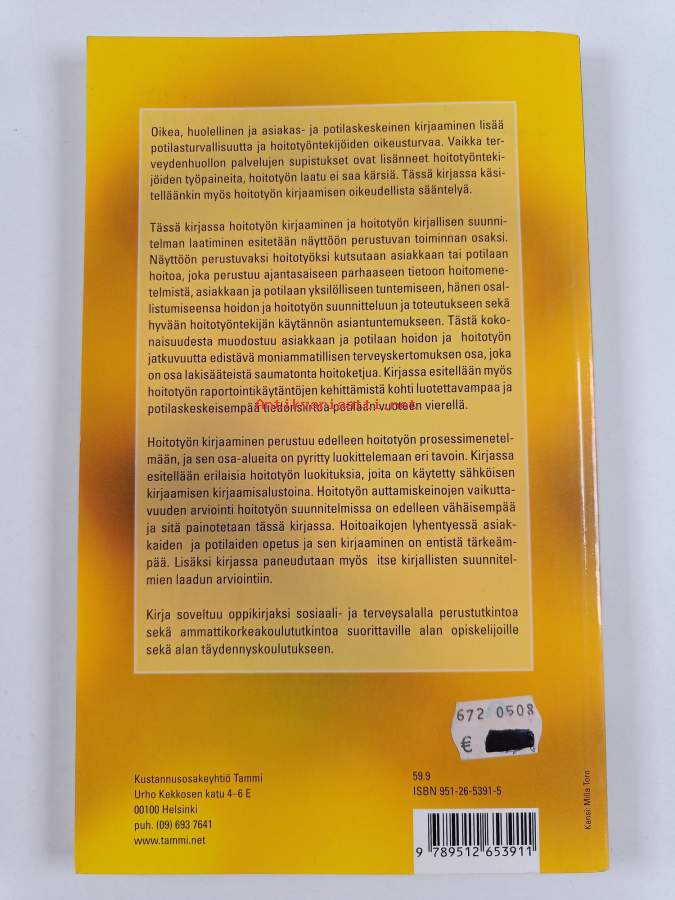 Oikea, huolellinen ja asiakas- ja potilaskeskeinen kirjaaminen lisää
potilasturvallisuutta ja hoitotyöntekijöiden oikeusturvaa. Vaikka ter-
veydenhuollon palvelujen supistukset ovat lisänneet hoitotyönteki-
jöiden työpaineita, hoitotyön laatu ei saa kärsiä. Tässä kirjassa käsi-
telläänkin myös hoitotyön kirjaamisen oikeudellista sääntelyä.
Tässä kirjassa hoitotyön kirjaaminen ja hoitotyön kirjallisen suunni-
telman laatiminen esitetään näyttöön perustuvan toiminnan osaksi.
Näyttöön perustuvaksi hoitotyöksi kutsutaan asiakkaan tai potilaan
hoitoa, joka perustuu ajantasaiseen parhaaseen tietoon hoitomene-
telmistä, asiakkaan ja potilaan yksilölliseen tuntemiseen, hänen osal-
listumiseensa hoidon ja hoitotyön suunnitteluun ja toteutukseen sekä
hyvään hoitotyöntekijän käytännön asiantuntemukseen. Tästä koko-
naisuudesta muodostuu asiakkaan ja potilaan hoidon ja hoitotyön
jatkuvuutta edistävä moniammatillisen terveyskertomuksen osa, joka
on osa lakisääteistä saumatonta hoitoketjua. Kirjassa esitellään myös
hoitotyön raportointikäytäntöjen kehittämistä kohti luotettavampaa ja
potilaskeskeisempää tiedonsiirtoa potilaan vuoteen vierellä.
Antikvariaatti.net
Hoitotyön kirjaaminen perustuu edelleen hoitotyön prosessimenetel-
mään, ja sen osa-alueita on pyritty luokittelemaan eri tavoin. Kirjassa
esitellään erilaisia hoitotyön luokituksia, joita on käytetty sähköisen
kirjaamisen kirjaamisalustoina. Hoitotyön auttamiskeinojen vaikutta-
vuuden arviointi hoitotyön suunnitelmissa on edelleen vähäisempää
ja sitä painotetaan tässä kirjassa. Hoitoaikojen lyhentyessä asiak-
kaiden ja potilaiden opetus ja sen kirjaaminen on entistä tärkeäm-
pää. Lisäksi kirjassa paneudutaan myös itse kirjallisten suunnitel-
mien laadun arviointiin.
Kirja soveltuu oppikirjaksi sosiaali- ja terveysalalla perustutkintoa
sekä ammattikorkeakoulututkintoa suorittaville alan opiskelijoille
sekä alan täydennyskoulutukseen.
672 0508
€
Kustannusosakeyhtiö Tammi
Urho Kekkosen katu 4–6 E
00100 Helsinki
puh. (09) 693 7641
www.tammi.net
59.9
ISBN 951-26-5391-5
9 789512 653911
Kansi: Milla Toro